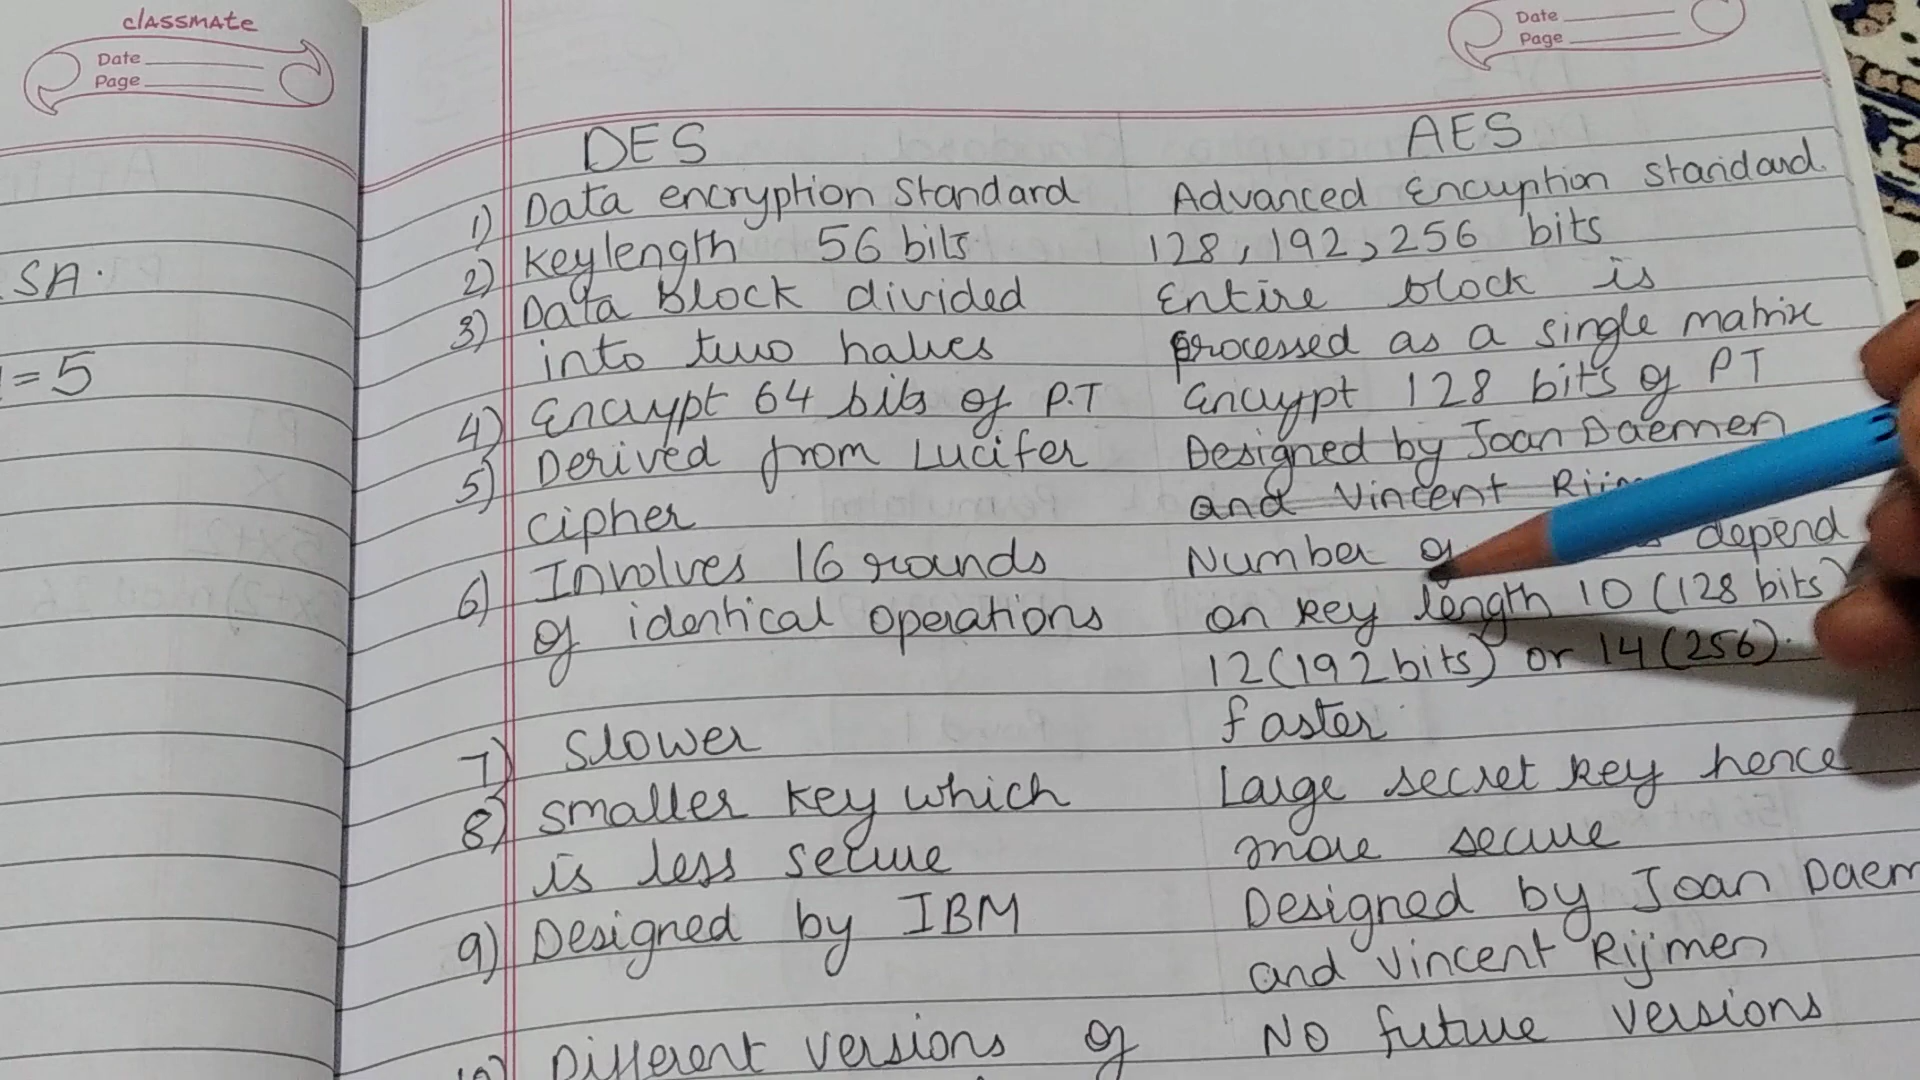 classmate
Date
Page
Date
Page
SA.
=5
DES AES
1) Data encryption Standard Advanced Encryption standard
2) key length 56 bits 128, 192, 256 bits
3) Data Block divided Entire block is
into two halves processed as a single matrix
4) Encrypt 64 bits of P.T Encrypt 128 bits of PT
5) Derived from Lucifer Designed by Joan Daemen
cipher and Vincent
6) Involves 16 rounds Number of depend
of identical operations on key length 10 (128 bits)
12 (192 bits) or 14 (256).
7) Slower faster
8) smaller key which Large secret key hence
is less secure more secure
9) Designed by IBM Designed by Joan Daem
and Vincent Rijmen
10) Different versions of No future versions